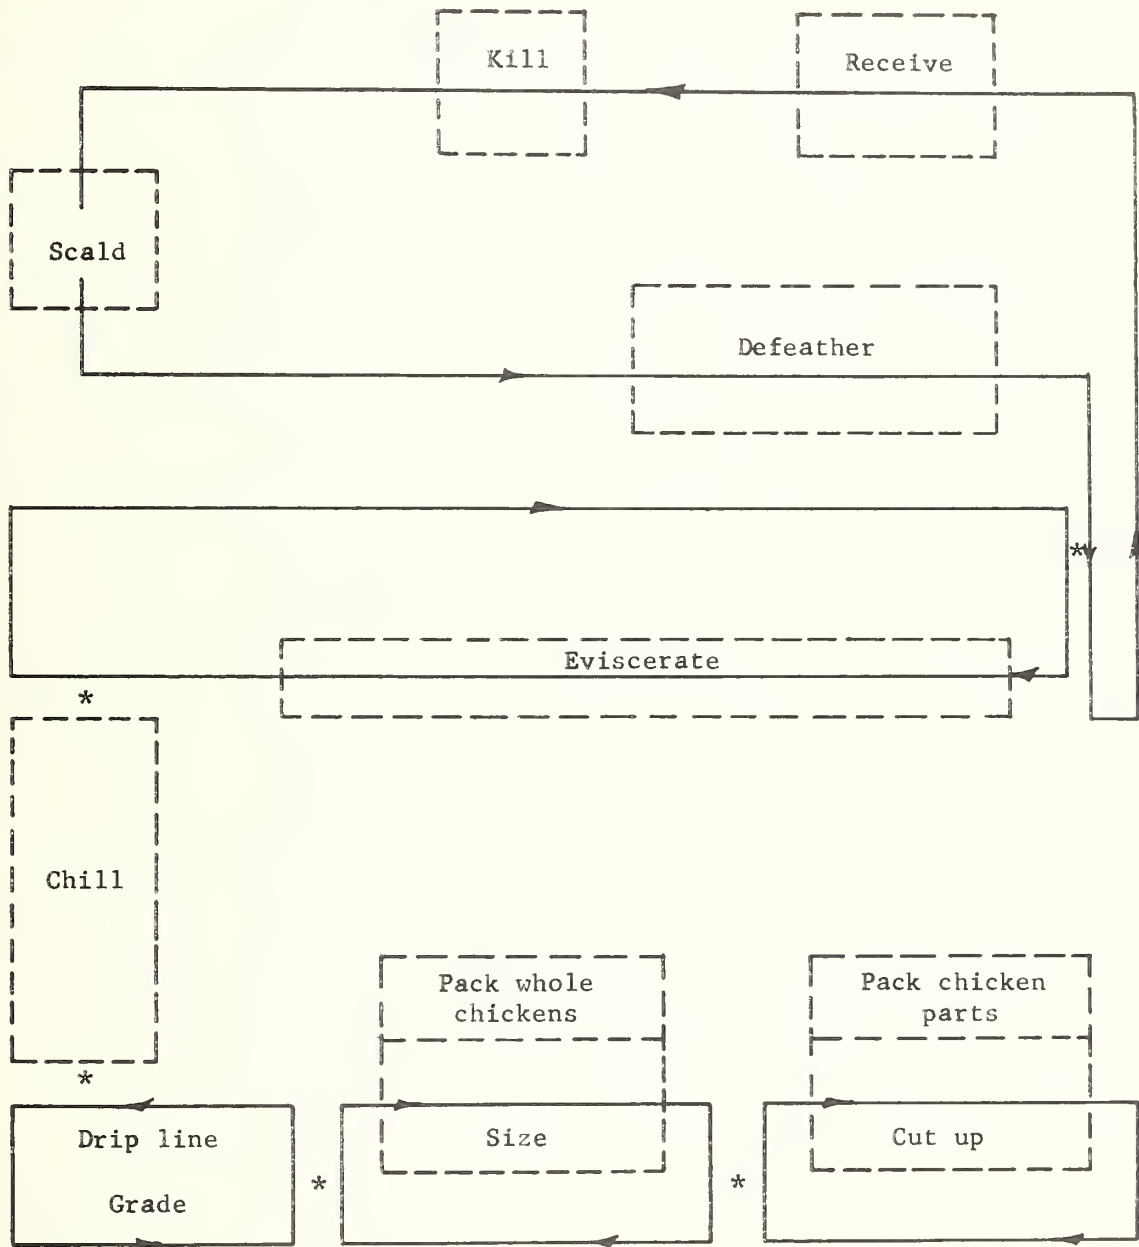 Kill
Receive
Scald
Defeather
*
Eviscerate
*
Chill
Pack whole
chickens
Pack chicken
parts
*
Drip line
Size
Cut up
*
*
Grade